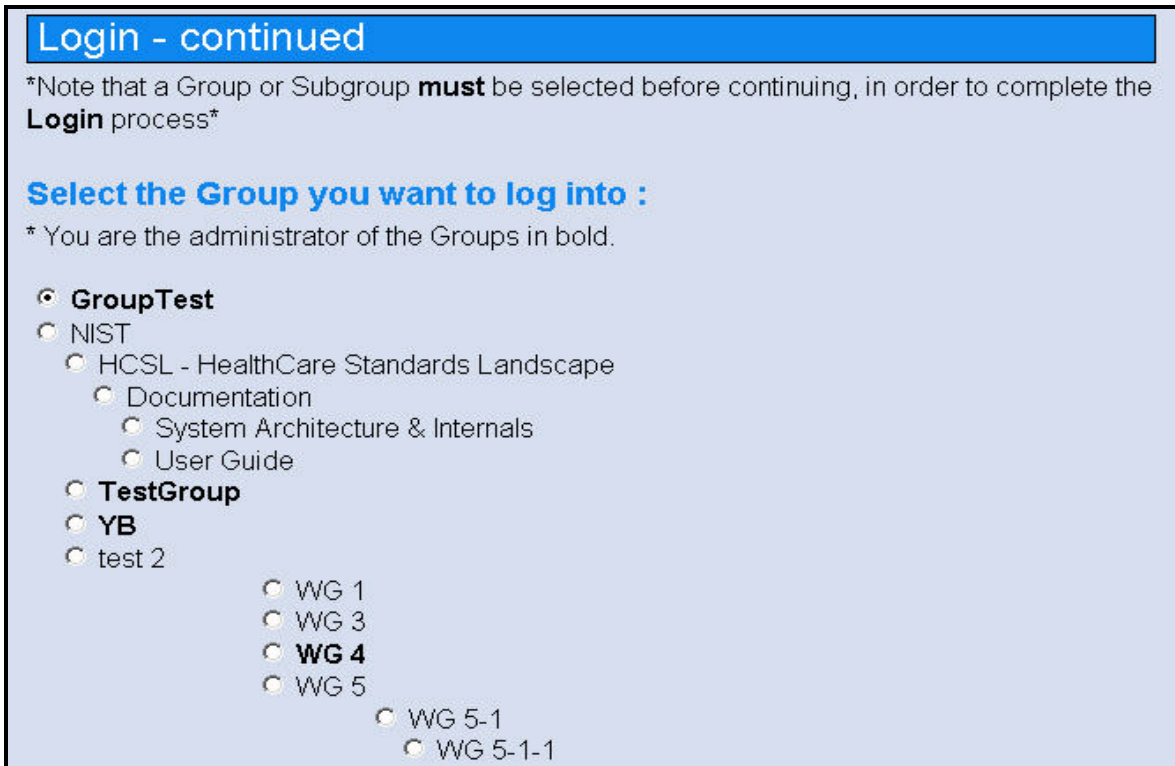 Login - continued
*Note that a Group or Subgroup must be selected before continuing, in order to complete the
Login process*
Select the Group you want to log into :
* You are the administrator of the Groups in bold.
GroupTest
NIST
HCSL - HealthCare Standards Landscape
Documentation
System Architecture & Internals
User Guide
TestGroup
YB
test 2
WG 1
WG 3
WG 4
WG 5
WG 5-1
WG 5-1-1